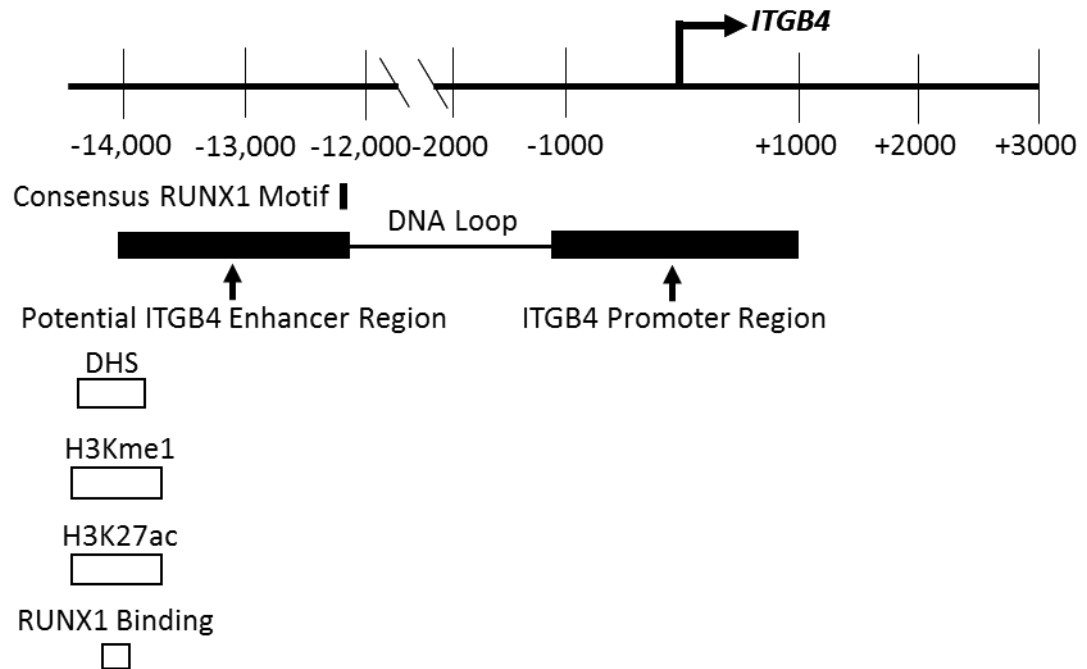 ITGB4
-14,000 -13,000 -12,000 -2000 -1000 +1000 +2000 +3000
Consensus RUNX1 Motif
DNA Loop
Potential ITGB4 Enhancer Region ITGB4 Promoter Region
DHS
H3Kme1
H3K27ac
RUNX1 Binding